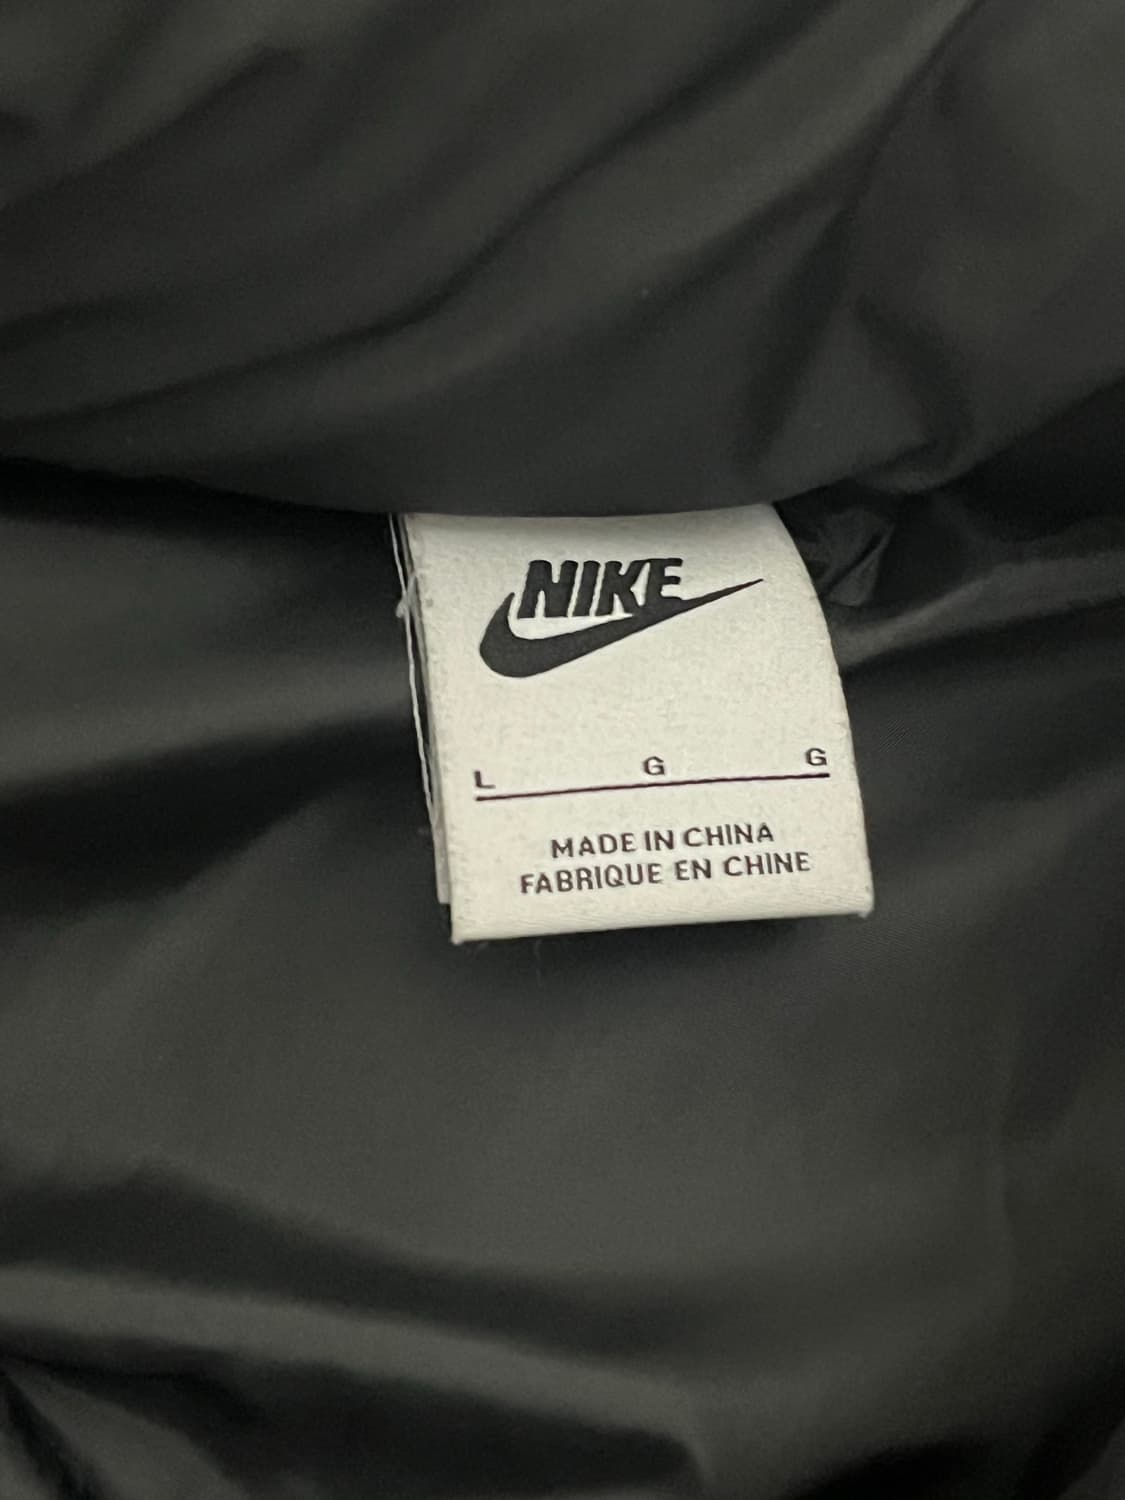 NIKE
L G G
MADE IN CHINA
FABRIQUE EN CHINE